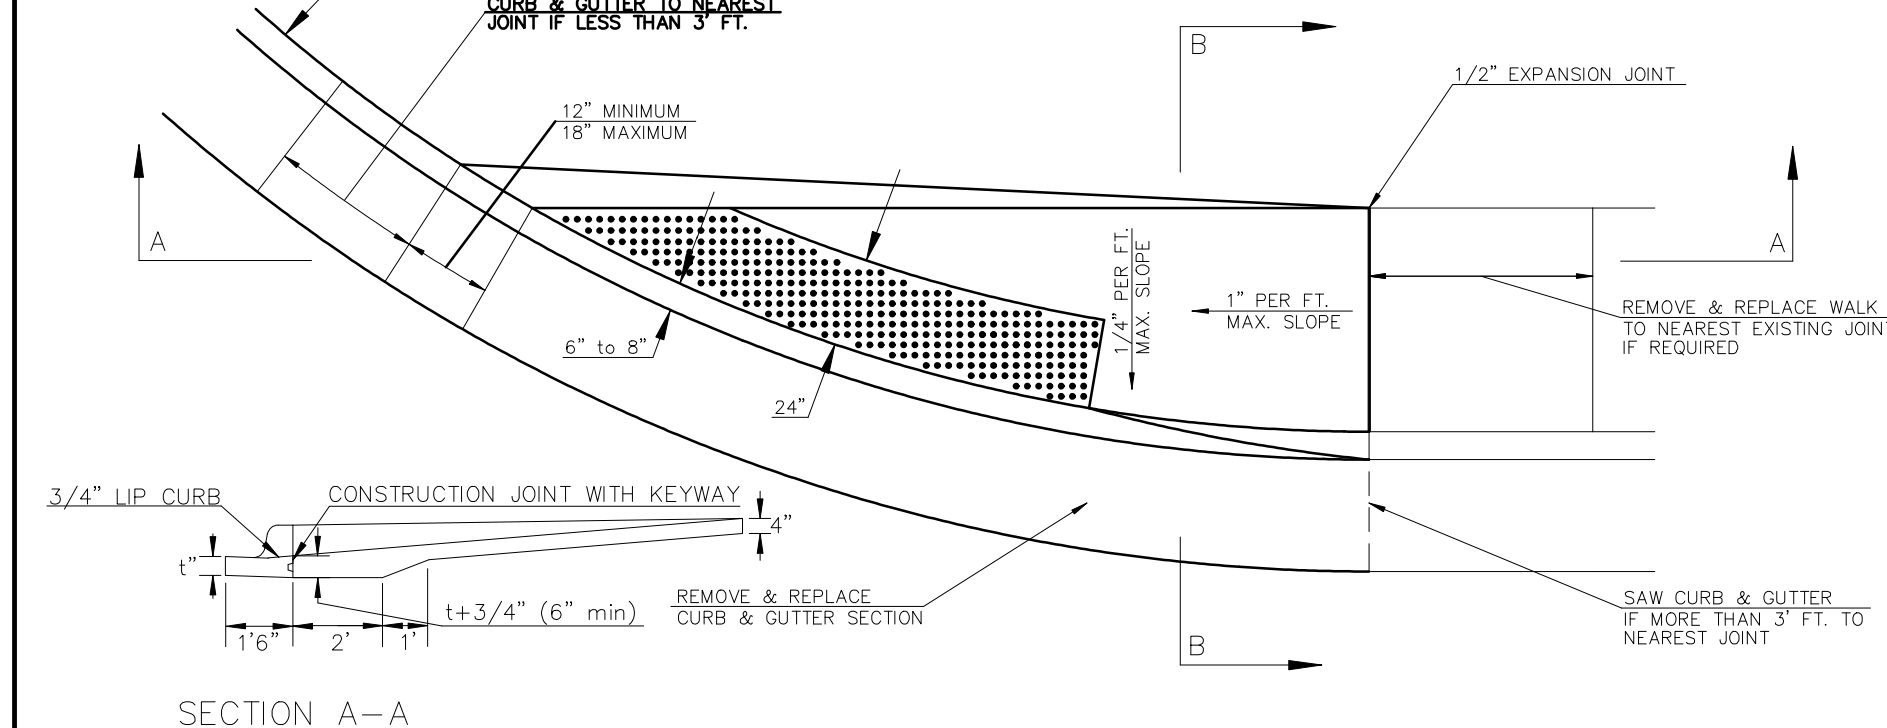 CURB & GUTTER TO NEAREST
JOINT IF LESS THAN 3' FT.
B
1/2" EXPANSION JOINT
12" MINIMUM
18" MAXIMUM
A
A
1/4" PER FT.
MAX. SLOPE
1" PER FT.
MAX. SLOPE
REMOVE & REPLACE WALK
TO NEAREST EXISTING JOINT
IF REQUIRED
6" to 8"
24"
3/4" LIP CURB
CONSTRUCTION JOINT WITH KEYWAY
4"
t"
t+3/4" (6" min)
1'6"
2'
1'
REMOVE & REPLACE
CURB & GUTTER SECTION
SAW CURB & GUTTER
IF MORE THAN 3' FT. TO
NEAREST JOINT
B
SECTION A-A